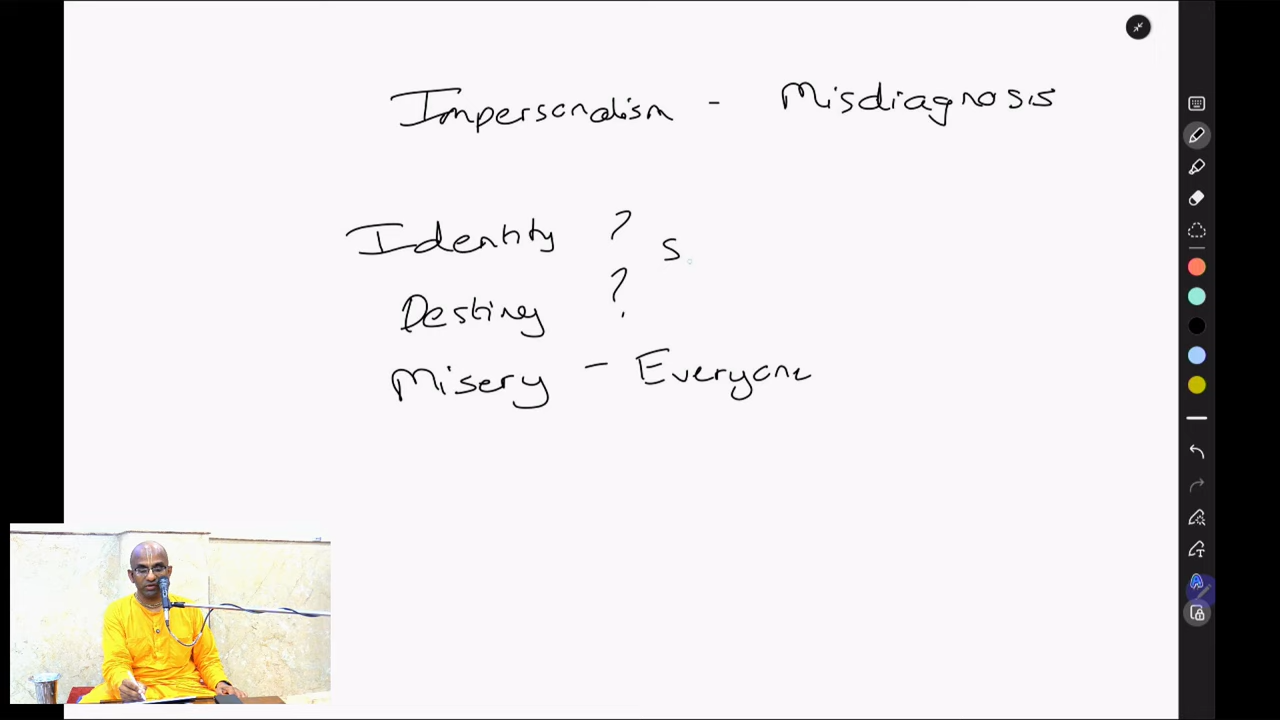 Impersonalism - Misdiagnosis
Identity ? S
Destiny ?
Misery - Everyone